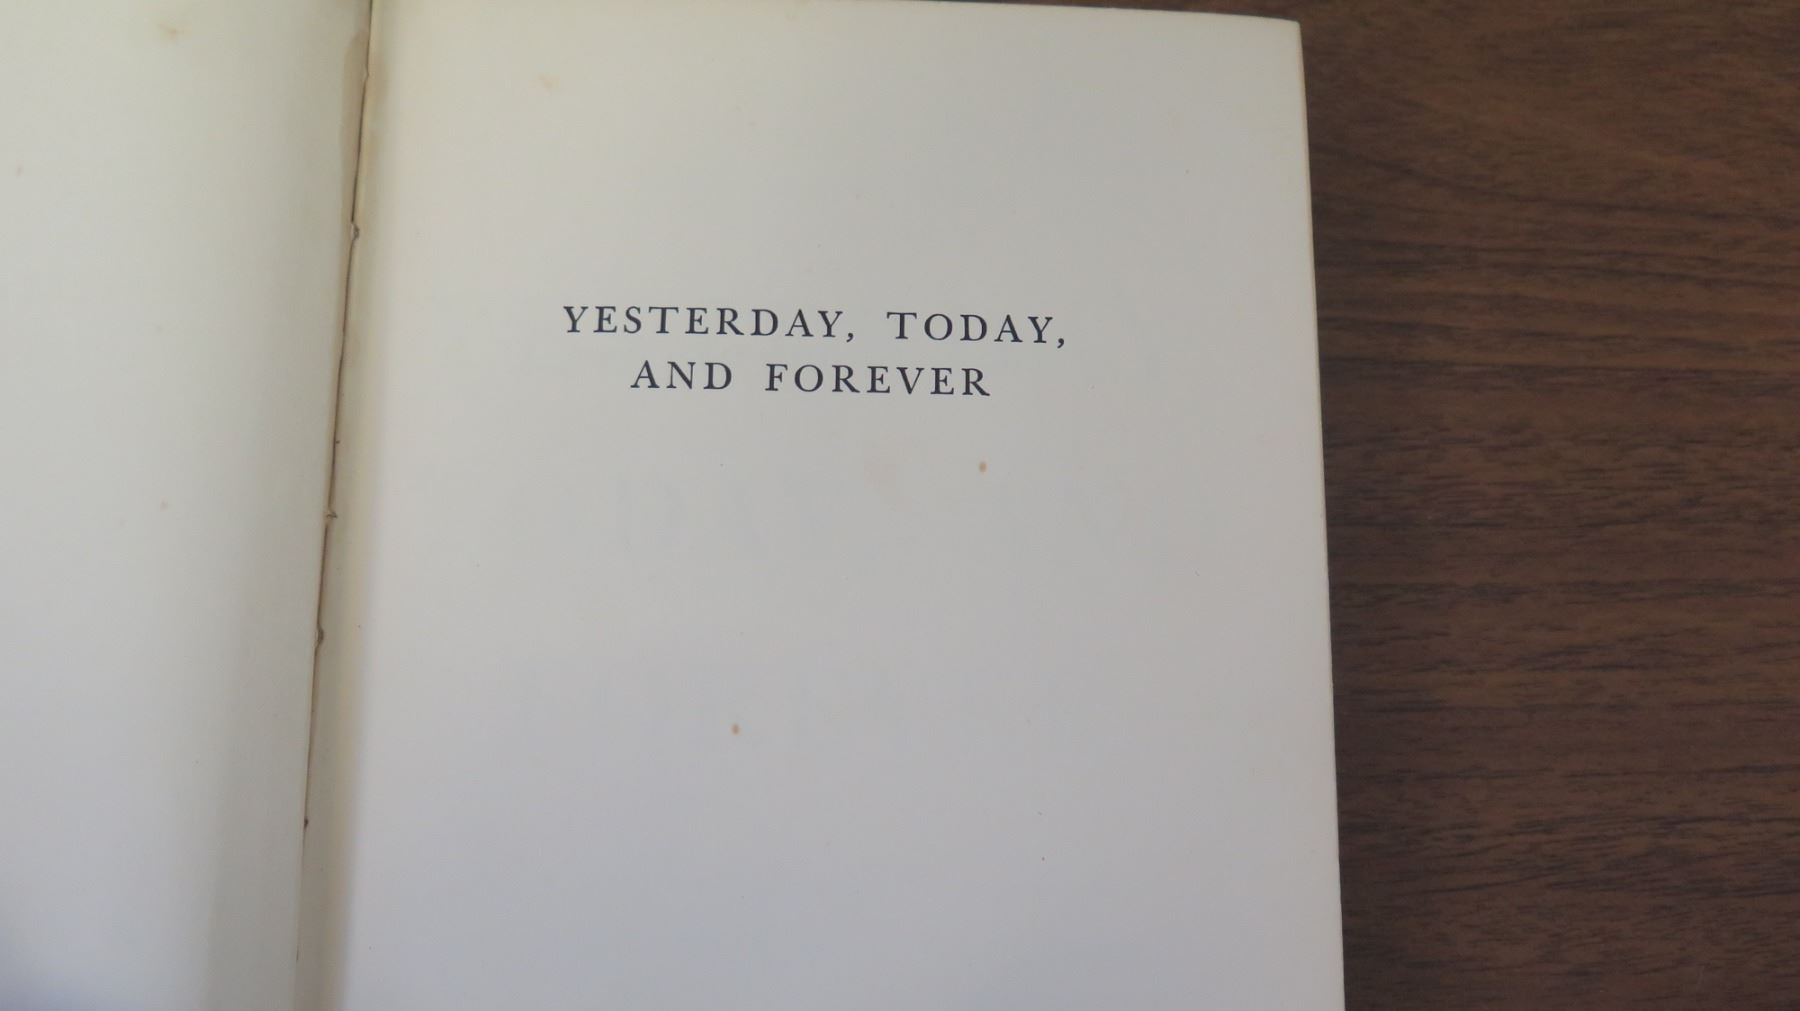 YESTERDAY, TODAY,
AND FOREVER